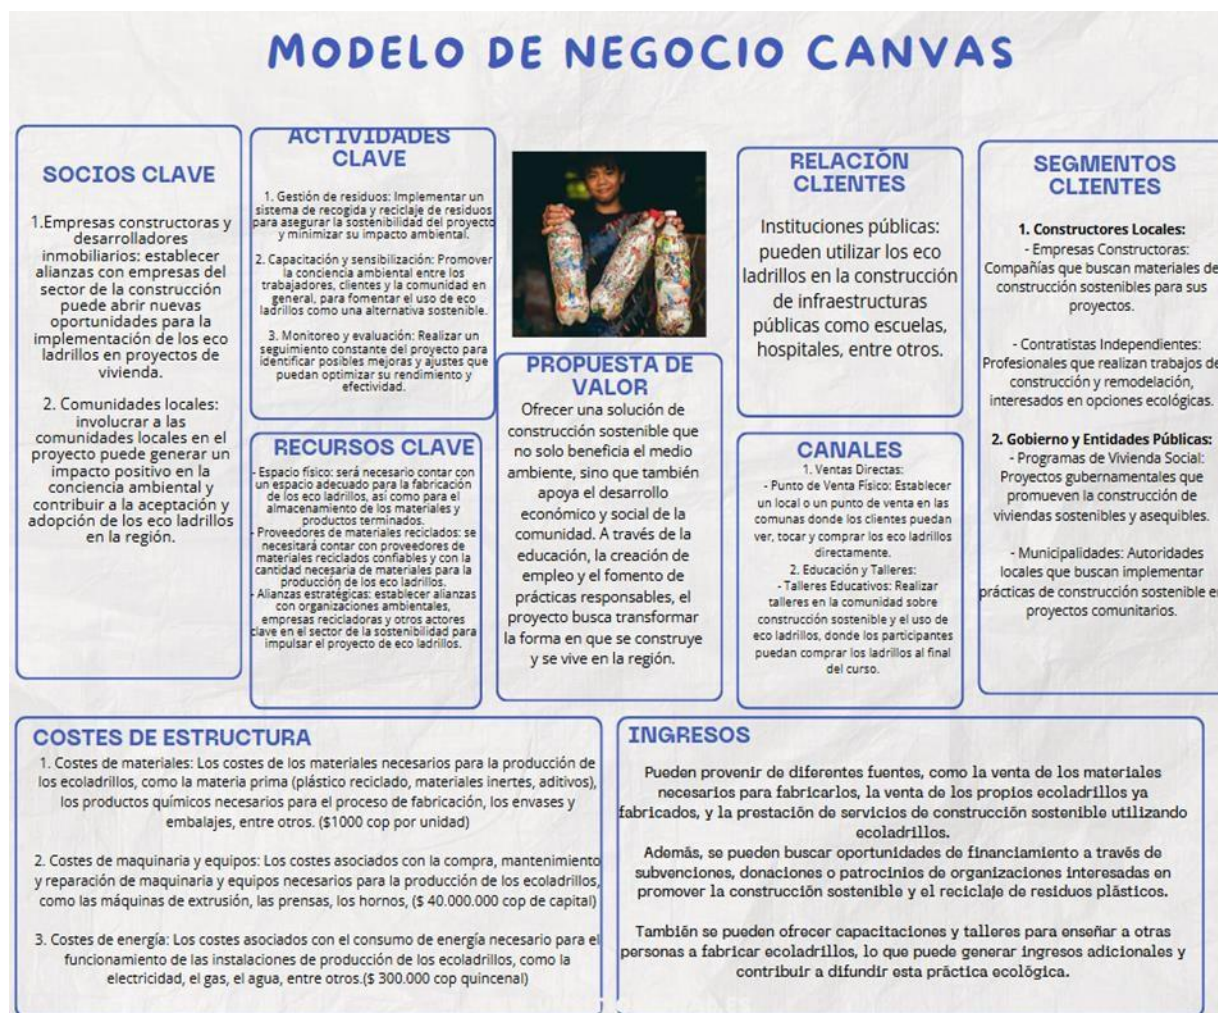 MODELO DE NEGOCIO CANVAS
SOCIOS CLAVE
1.Empresas constructoras y
desarrolladores
inmobiliarios: establecer
alianzas con empresas del
sector de la construcción
puede abrir nuevas
oportunidades para la
implementación de los eco
ladrillos en proyectos de
vivienda.
2. Comunidades locales:
involucrar a las
comunidades locales en el
proyecto puede generar un
impacto positivo en la
conciencia ambiental y
contribuir a la aceptación y
adopción de los eco ladrillos
en la región.
ACTIVIDADES
CLAVE
1. Gestión de residuos: Implementar un
sistema de recogida y reciclaje de residuos
para asegurar la sostenibilidad del proyecto
y minimizar su impacto ambiental.
2. Capacitación y sensibilización: Promover
la conciencia ambiental entre los
trabajadores, clientes y la comunidad en
general, para fomentar el uso de eco
ladrillos como una alternativa sostenible.
3. Monitoreo y evaluación: Realizar un
seguimiento constante del proyecto para
identificar posibles mejoras y ajustes que
puedan optimizar su rendimiento y
efectividad.
RECURSOS CLAVE
- Espacio físico: será necesario contar con
un espacio adecuado para la fabricación
de los eco ladrillos, así como para el
almacenamiento de los materiales y
productos terminados.
- Proveedores de materiales reciclados: se
necesitará contar con proveedores de
materiales reciclados confiables y con la
cantidad necesaria de materiales para la
producción de los eco ladrillos.
- Alianzas estratégicas: establecer alianzas
con organizaciones ambientales,
empresas recicladoras y otros actores
clave en el sector de la sostenibilidad para
impulsar el proyecto de eco ladrillos.
PROPUESTA DE
VALOR
Ofrecer una solución de
construcción sostenible que
no solo beneficia el medio
ambiente, sino que también
apoya el desarrollo
económico y social de la
comunidad. A través de la
educación, la creación de
empleo y el fomento de
prácticas responsables, el
proyecto busca transformar
la forma en que se construye
y se vive en la región.
RELACIÓN
CLIENTES
Instituciones públicas:
pueden utilizar los eco
ladrillos en la construcción
de infraestructuras
públicas como escuelas,
hospitales, entre otros.
CANALES
1. Ventas Directas:
- Punto de Venta Físico: Establecer
un local o un punto de venta en las
comunas donde los clientes puedan
ver, tocar y comprar los eco ladrillos
directamente.
2. Educación y Talleres:
- Talleres Educativos: Realizar
talleres en la comunidad sobre
construcción sostenible y el uso de
eco ladrillos, donde los participantes
puedan comprar los ladrillos al final
del curso.
SEGMENTOS
CLIENTES
1. Constructores Locales:
- Empresas Constructoras:
Compañías que buscan materiales de
construcción sostenibles para sus
proyectos.
- Contratistas Independientes:
Profesionales que realizan trabajos de
construcción y remodelación,
interesados en opciones ecológicas.
2. Gobierno y Entidades Públicas:
- Programas de Vivienda Social:
Proyectos gubernamentales que
promueven la construcción de
viviendas sostenibles y asequibles.
- Municipalidades: Autoridades
locales que buscan implementar
prácticas de construcción sostenible en
proyectos comunitarios.
COSTES DE ESTRUCTURA
1. Costes de materiales: Los costes de los materiales necesarios para la producción de
los ecoladrillos, como la materia prima (plástico reciclado, materiales inertes, aditivos),
los productos químicos necesarios para el proceso de fabricación, los envases y
embalajes, entre otros. ($1000 cop por unidad)
2. Costes de maquinaria y equipos: Los costes asociados con la compra, mantenimiento
y reparación de maquinaria y equipos necesarios para la producción de los ecoladrillos,
como las máquinas de extrusión, las prensas, los hornos, ($ 40.000.000 cop de capital)
3. Costes de energía: Los costes asociados con el consumo de energía necesario para el
funcionamiento de las instalaciones de producción de los ecoladrillos, como la
electricidad, el gas, el agua, entre otros.($ 300.000 cop quincenal)
INGRESOS
Pueden provenir de diferentes fuentes, como la venta de los materiales
necesarios para fabricarlos, la venta de los propios ecoladrillos ya
fabricados, y la prestación de servicios de construcción sostenible utilizando
ecoladrillos.
Además, se pueden buscar oportunidades de financiamiento a través de
subvenciones, donaciones o patrocinios de organizaciones interesadas en
promover la construcción sostenible y el reciclaje de residuos plásticos.
También se pueden ofrecer capacitaciones y talleres para enseñar a otras
personas a fabricar ecoladrillos, lo que puede generar ingresos adicionales y
contribuir a difundir esta práctica ecológica.